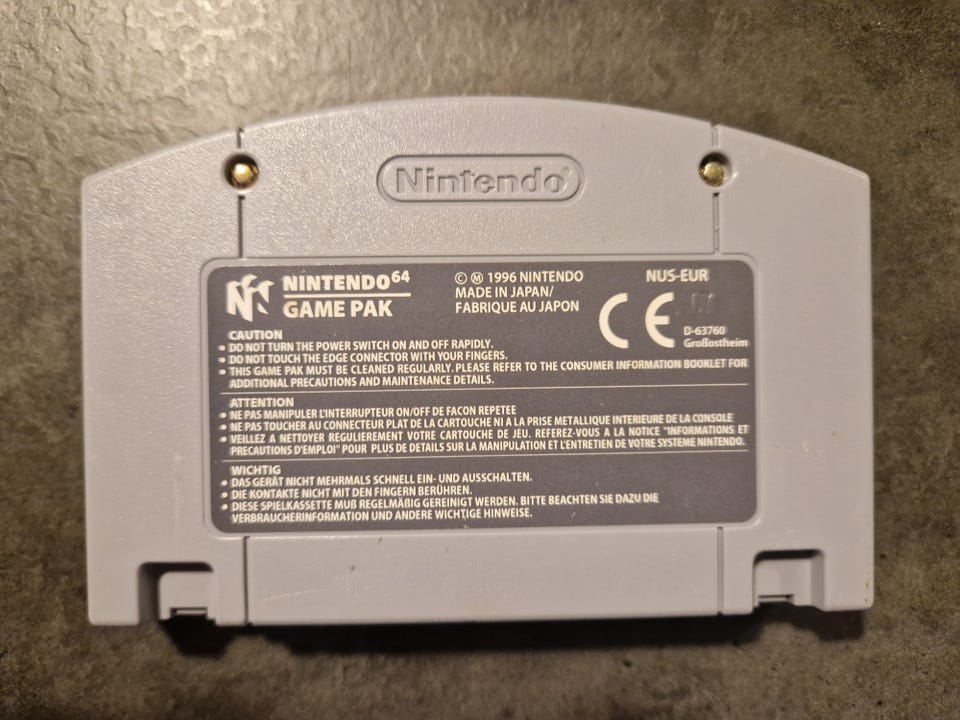 Nintendo®
NINTENDO64
GAME PAK
© Ⓜ 1996 NINTENDO
MADE IN JAPAN/
FABRIQUE AU JAPON
NUS-EUR
CE
D-63760
Großostheim
CAUTION
• DO NOT TURN THE POWER SWITCH ON AND OFF RAPIDLY.
• DO NOT TOUCH THE EDGE CONNECTOR WITH YOUR FINGERS.
• THIS GAME PAK MUST BE CLEANED REGULARLY. PLEASE REFER TO THE CONSUMER INFORMATION BOOKLET FOR
ADDITIONAL PRECAUTIONS AND MAINTENANCE DETAILS.
ATTENTION
• NE PAS MANIPULER L'INTERRUPTEUR ON/OFF DE FACON REPETEE
• NE PAS TOUCHER AU CONNECTEUR PLAT DE LA CARTOUCHE NI A LA PRISE METALLIQUE INTERIEURE DE LA CONSOLE
• VEILLEZ A NETTOYER REGULIEREMENT VOTRE CARTOUCHE DE JEU. REFEREZ-VOUS A LA NOTICE "INFORMATIONS ET
PRECAUTIONS D'EMPLOI" POUR PLUS DE DETAILS SUR LA MANIPULATION ET L'ENTRETIEN DE VOTRE SYSTEME NINTENDO.
WICHTIG
• DAS GERÄT NICHT MEHRMALS SCHNELL EIN- UND AUSSCHALTEN.
• DIE KONTAKTE NICHT MIT DEN FINGERN BERÜHREN.
• DIESE SPIELKASSETTE MUß REGELMÄßIG GEREINIGT WERDEN. BITTE BEACHTEN SIE DAZU DIE
VERBRAUCHERINFORMATION UND ANDERE WICHTIGE HINWEISE.